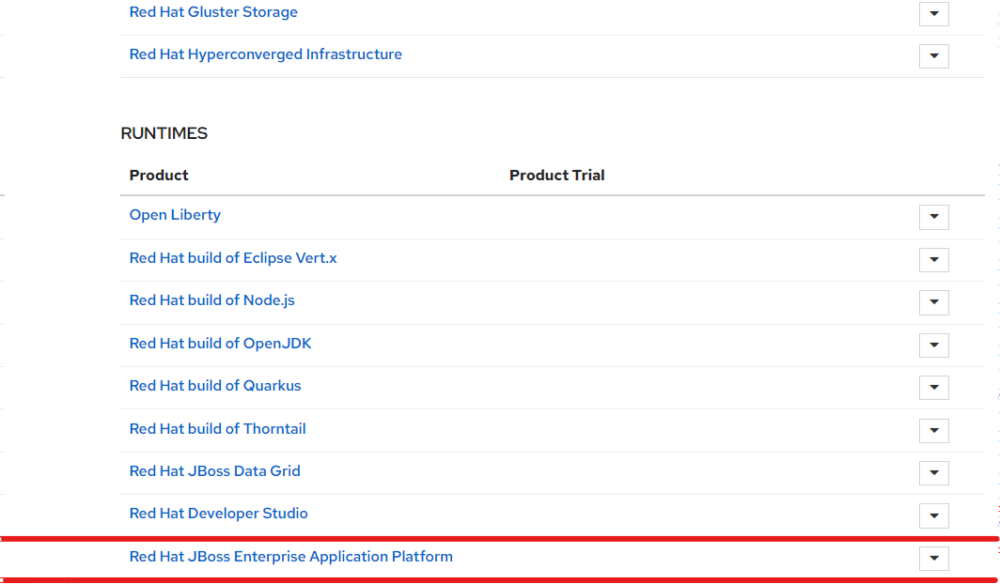 Red Hat Gluster Storage
Red Hat Hyperconverged Infrastructure
RUNTIMES
Product Product Trial
Open Liberty
Red Hat build of Eclipse Vert.x
Red Hat build of Node.js
Red Hat build of OpenJDK
Red Hat build of Quarkus
Red Hat build of Thorntail
Red Hat JBoss Data Grid
Red Hat Developer Studio
Red Hat JBoss Enterprise Application Platform